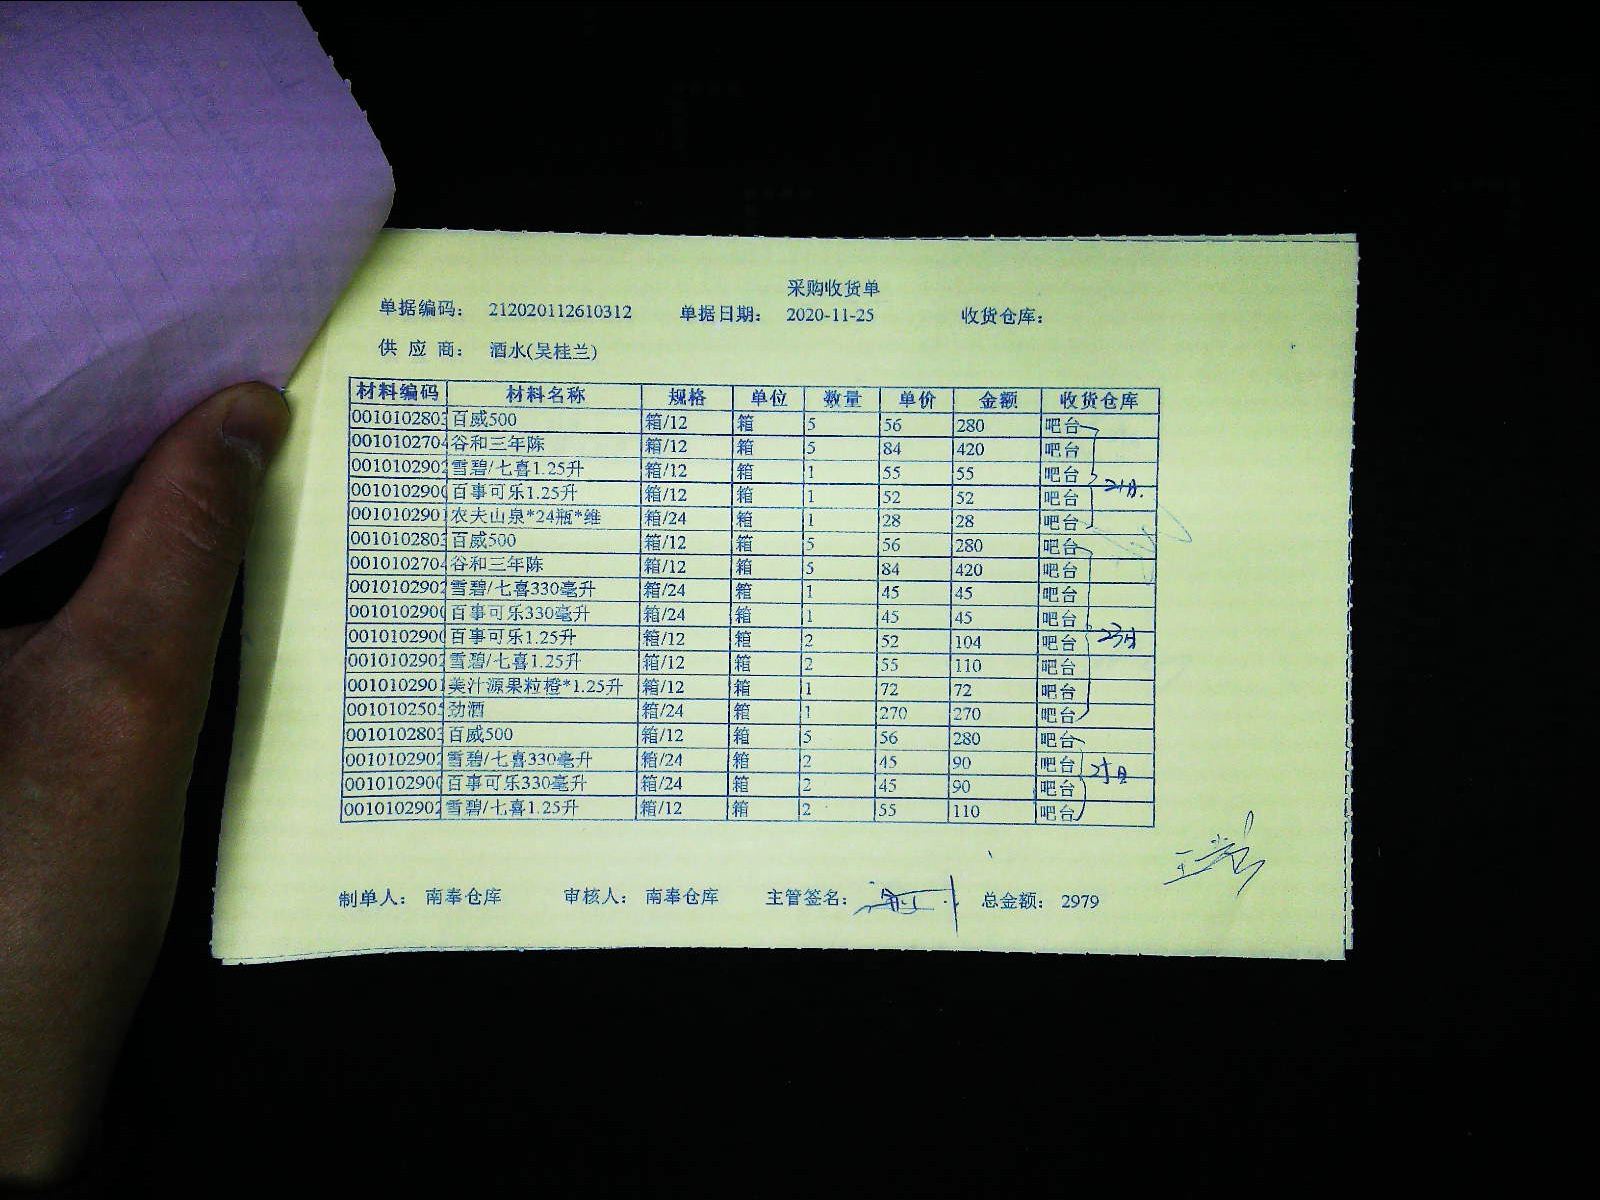 采购收货单
单据编码： 212020112610312 单据日期： 2020-11-25 收货仓库：
供 应 商： 酒水(吴桂兰)
材料编码 材料名称 规格 单位 数量 单价 金额 收货仓库
0010102803 百威500 箱/12 箱 5 56 280 吧台
0010102704 谷和三年陈 箱/12 箱 5 84 420 吧台
0010102902 雪碧/七喜1.25升 箱/12 箱 1 55 55 吧台
0010102900 百事可乐1.25升 箱/12 箱 1 52 52 吧台
0010102901 农夫山泉*24瓶*维 箱/24 箱 1 28 28 吧台
0010102803 百威500 箱/12 箱 5 56 280 吧台
0010102704 谷和三年陈 箱/12 箱 5 84 420 吧台
0010102902 雪碧/七喜330毫升 箱/24 箱 1 45 45 吧台
0010102900 百事可乐330毫升 箱/24 箱 1 45 45 吧台
0010102900 百事可乐1.25升 箱/12 箱 2 52 104 吧台
0010102902 雪碧/七喜1.25升 箱/12 箱 2 55 110 吧台
0010102901 美汁源果粒橙*1.25升 箱/12 箱 1 72 72 吧台
0010102505 劲酒 箱/24 箱 1 270 270 吧台
0010102803 百威500 箱/12 箱 5 56 280 吧台
0010102902 雪碧/七喜330毫升 箱/24 箱 2 45 90 吧台
0010102900 百事可乐330毫升 箱/24 箱 2 45 90 吧台
0010102902 雪碧/七喜1.25升 箱/12 箱 2 55 110 吧台
制单人： 南奉仓库 审核人： 南奉仓库 主管签名： 总金额： 2979